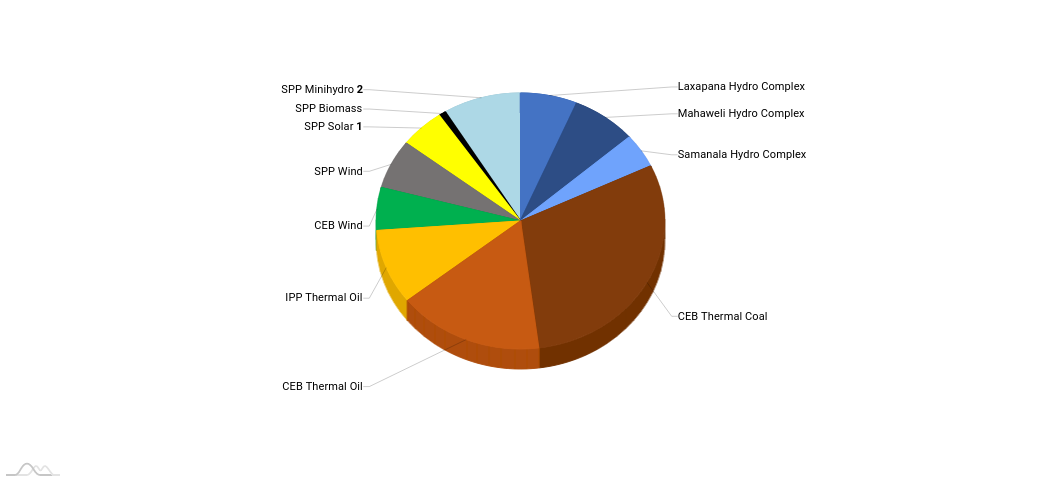 SPP Minihydro 2
SPP Biomass
SPP Solar 1
SPP Wind
CEB Wind
IPP Thermal Oil
CEB Thermal Oil
Laxapana Hydro Complex
Mahaweli Hydro Complex
Samanala Hydro Complex
CEB Thermal Coal